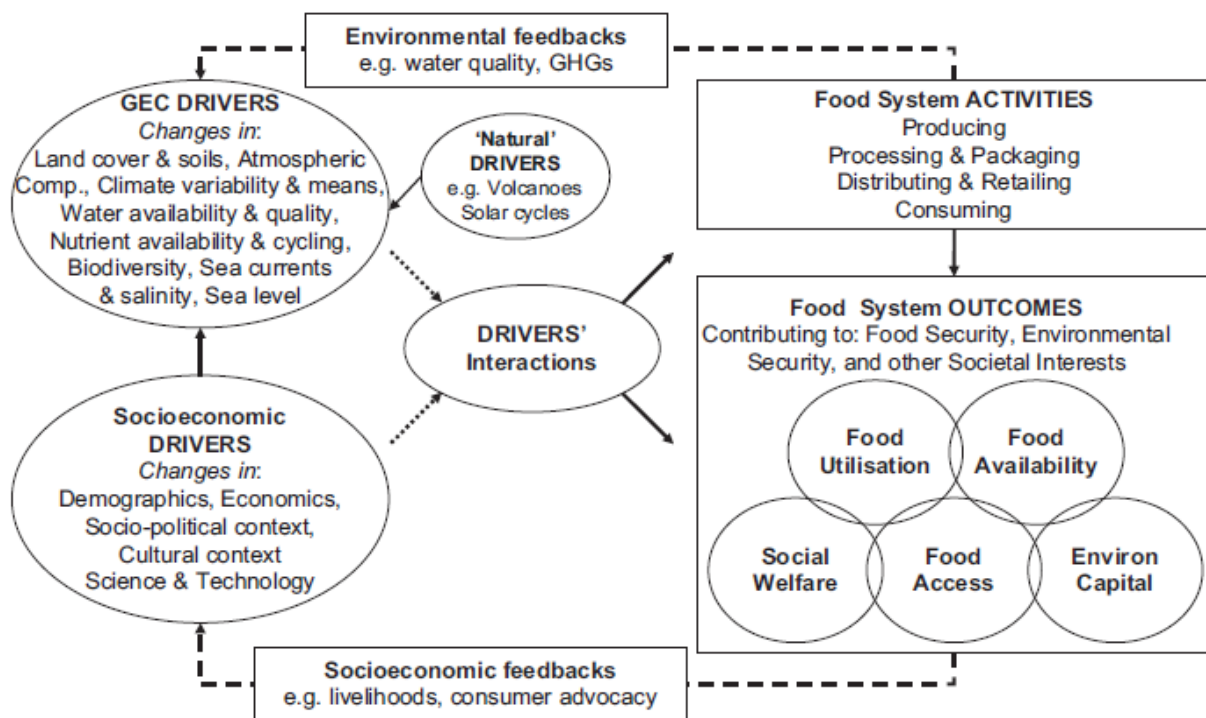 Environmental feedbacks
e.g. water quality, GHGs
GEC DRIVERS
Changes in:
Land cover & soils, Atmospheric
Comp., Climate variability & means,
Water availability & quality,
Nutrient availability & cycling,
Biodiversity, Sea currents
& salinity, Sea level
‘Natural’
DRIVERS
e.g. Volcanoes
Solar cycles
Food System ACTIVITIES
Producing
Processing & Packaging
Distributing & Retailing
Consuming
DRIVERS’
Interactions
Food System OUTCOMES
Contributing to: Food Security, Environmental
Security, and other Societal Interests
Food
Utilisation
Food
Availability
Social
Welfare
Food
Access
Environ
Capital
Socioeconomic
DRIVERS
Changes in:
Demographics, Economics,
Socio-political context,
Cultural context
Science & Technology
Socioeconomic feedbacks
e.g. livelihoods, consumer advocacy